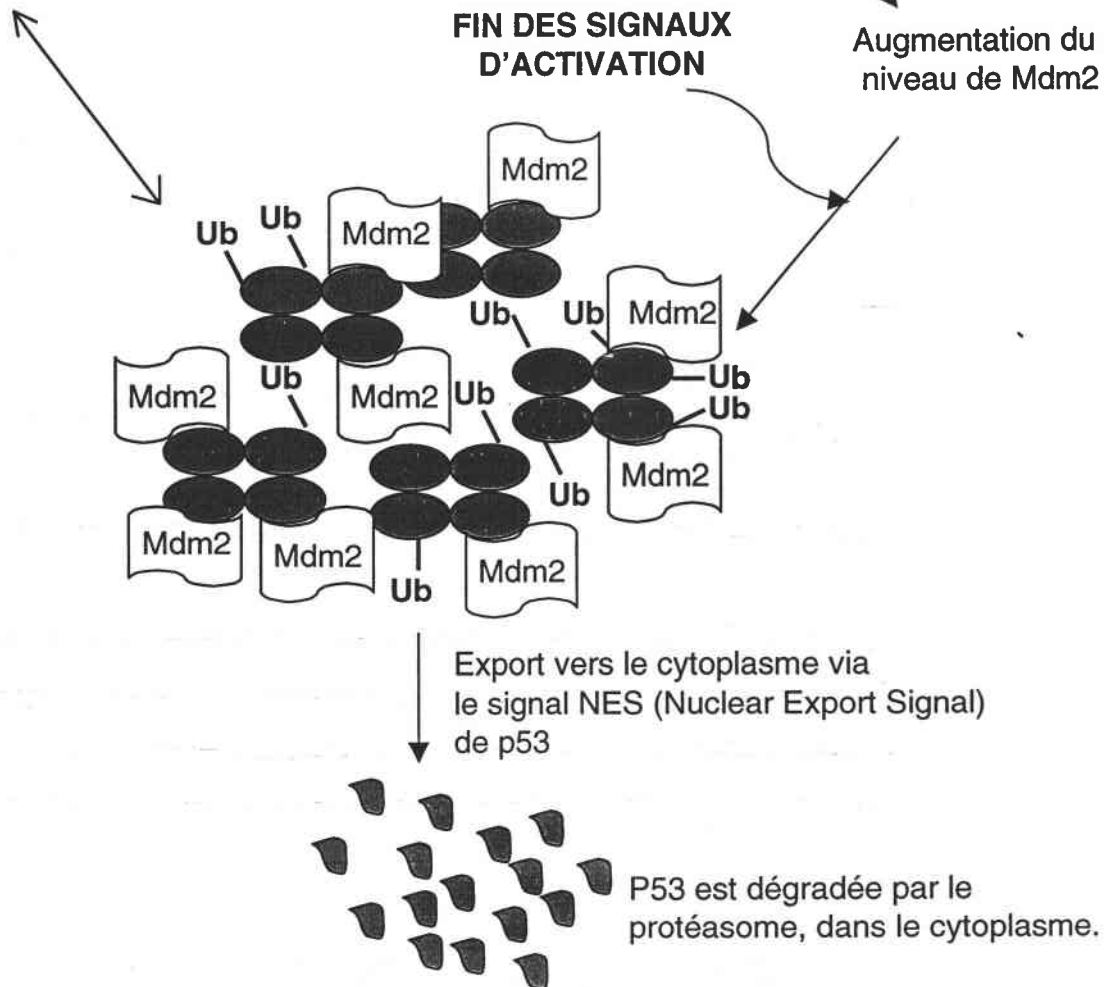 FIN DES SIGNAUX
D'ACTIVATION
Augmentation du
niveau de Mdm2
Mdm2
Ub
Ub
Mdm2
Ub
Ub
Mdm2
Mdm2
Ub
Mdm2
Ub
Ub
Ub
Ub
Mdm2
Mdm2
Mdm2
Mdm2
Ub
Export vers le cytoplasme via
le signal NES (Nuclear Export Signal)
de p53
P53 est dégradée par le
protéasome, dans le cytoplasme.